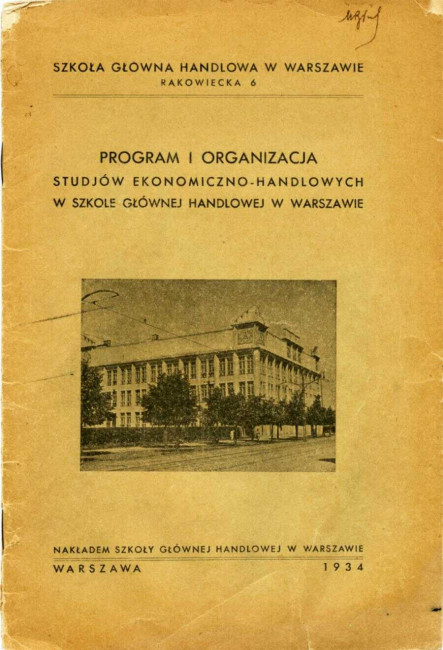 SZKOŁA GŁÓWNA HANDLOWA W WARSZAWIE
RAKOWIECKA 6
PROGRAM I ORGANIZACJA
STUDJÓW EKONOMICZNO-HANDLOWYCH
W SZKOLE GŁÓWNEJ HANDLOWEJ W WARSZAWIE
NAKŁADEM SZKOŁY GŁÓWNEJ HANDLOWEJ W WARSZAWIE
WARSZAWA 1934